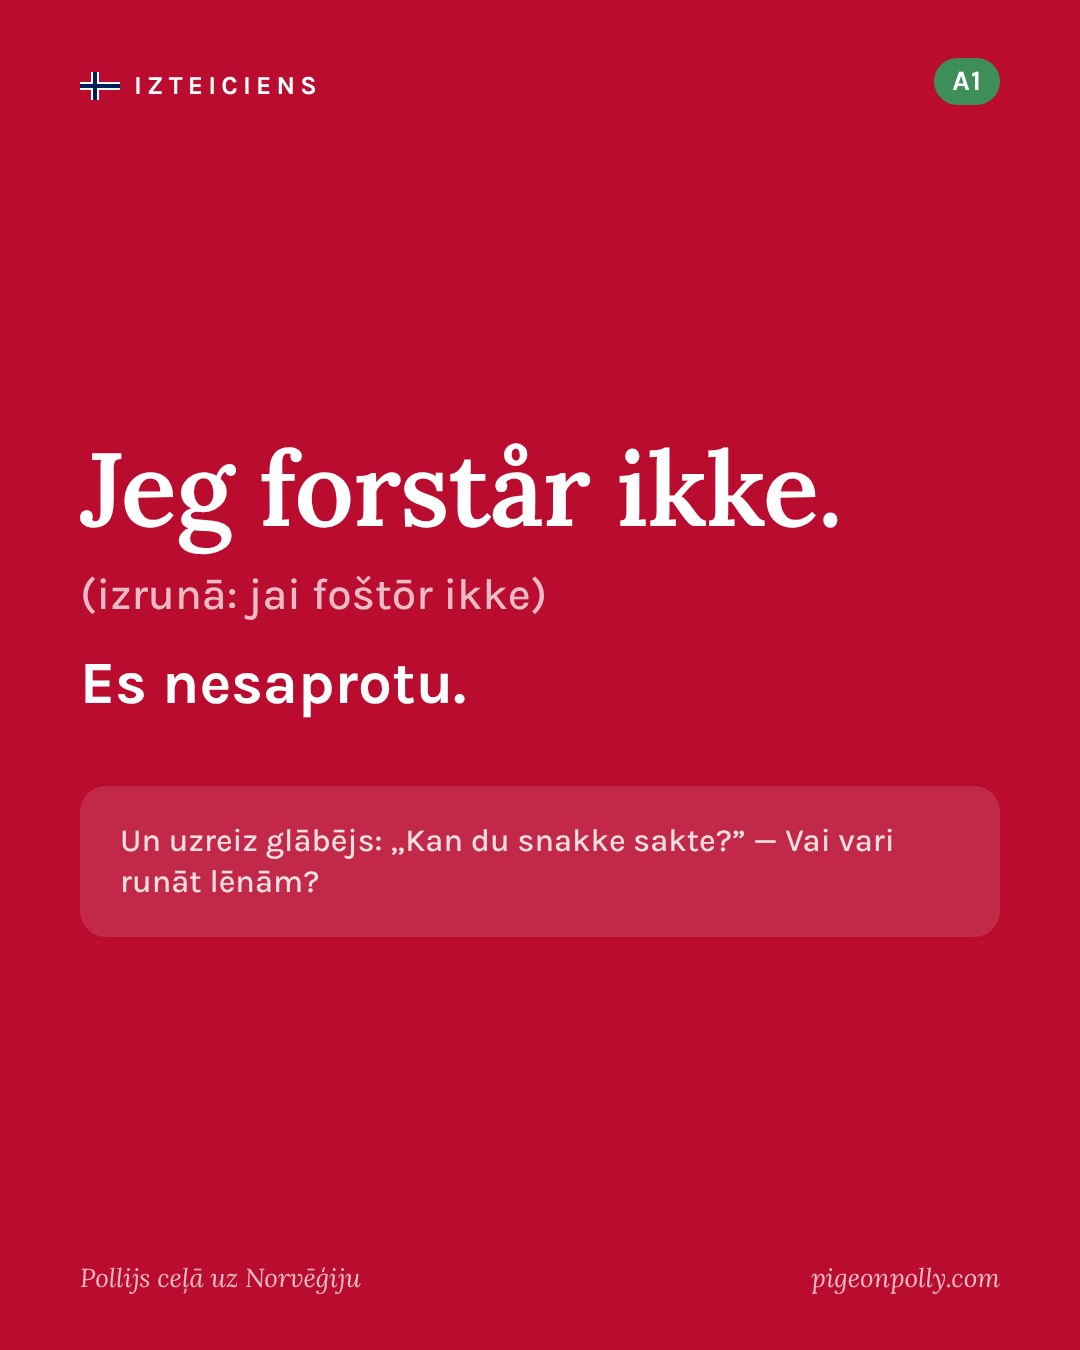 IZTEICIENS
A1
Jeg forstår ikke.
(izrunā: jai foštōr ikke)
Es nesaprotu.
Un uzreiz glābējs: „Kan du snakke sakte?” — Vai vari
runāt lēnām?
Pollijs ceļā uz Norvēģiju
pigeonpolly.com